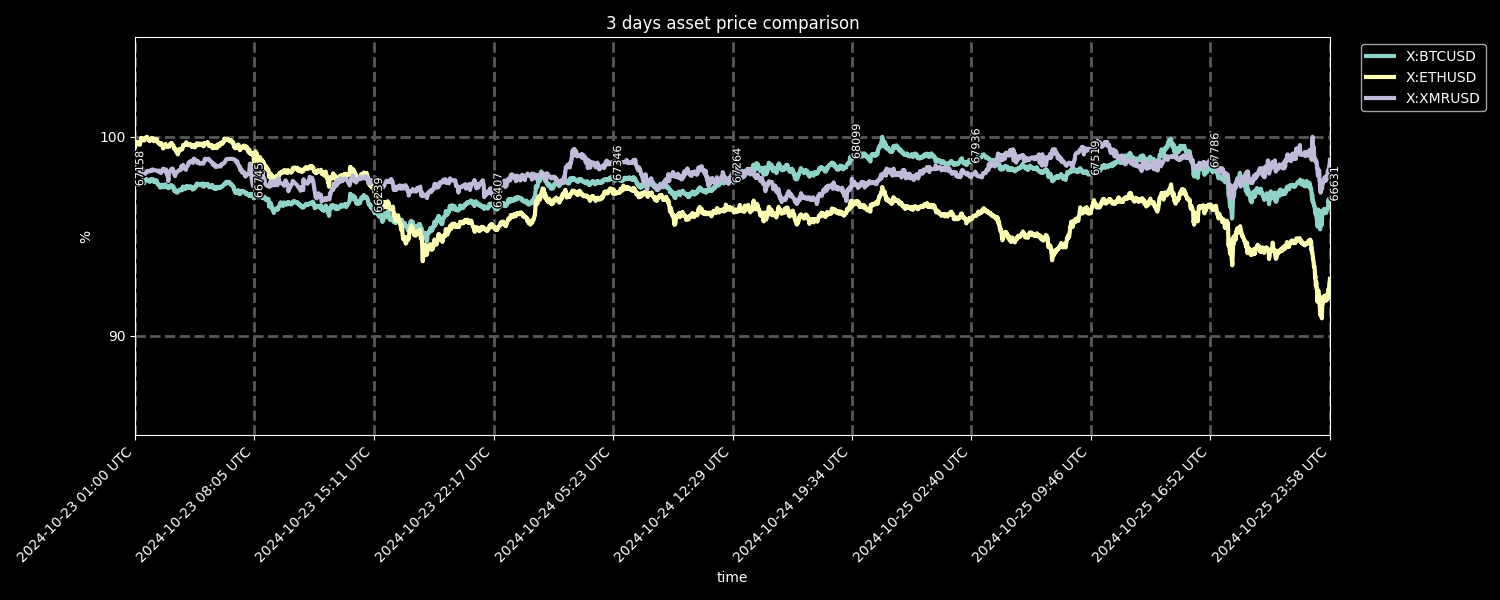 3 days asset price comparison
X:BTCUSD
X:ETHUSD
X:XMRUSD
100
90
%
67158
66745
66239
66407
67346
67264
68099
67936
67519
67786
66631
2024-10-23 01:00 UTC
2024-10-23 08:05 UTC
2024-10-23 15:11 UTC
2024-10-23 22:17 UTC
2024-10-24 05:23 UTC
2024-10-24 12:29 UTC
2024-10-24 19:34 UTC
2024-10-25 02:40 UTC
2024-10-25 09:46 UTC
2024-10-25 16:52 UTC
2024-10-25 23:58 UTC
time